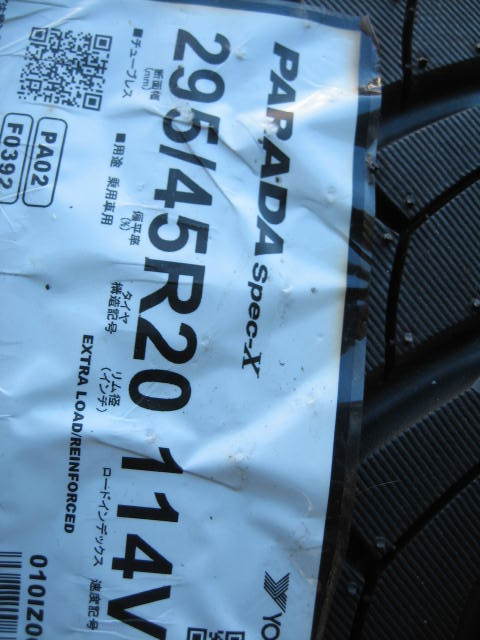 PARADA Spec-X
295/45R20 114V
断面幅 (mm) 偏平率 (%) タイヤ構造記号 リム径 (インチ) ロードインデックス 速度記号
■チューブレス ■用途 乗用車用
EXTRA LOAD/REINFORCED
PA02
F0392